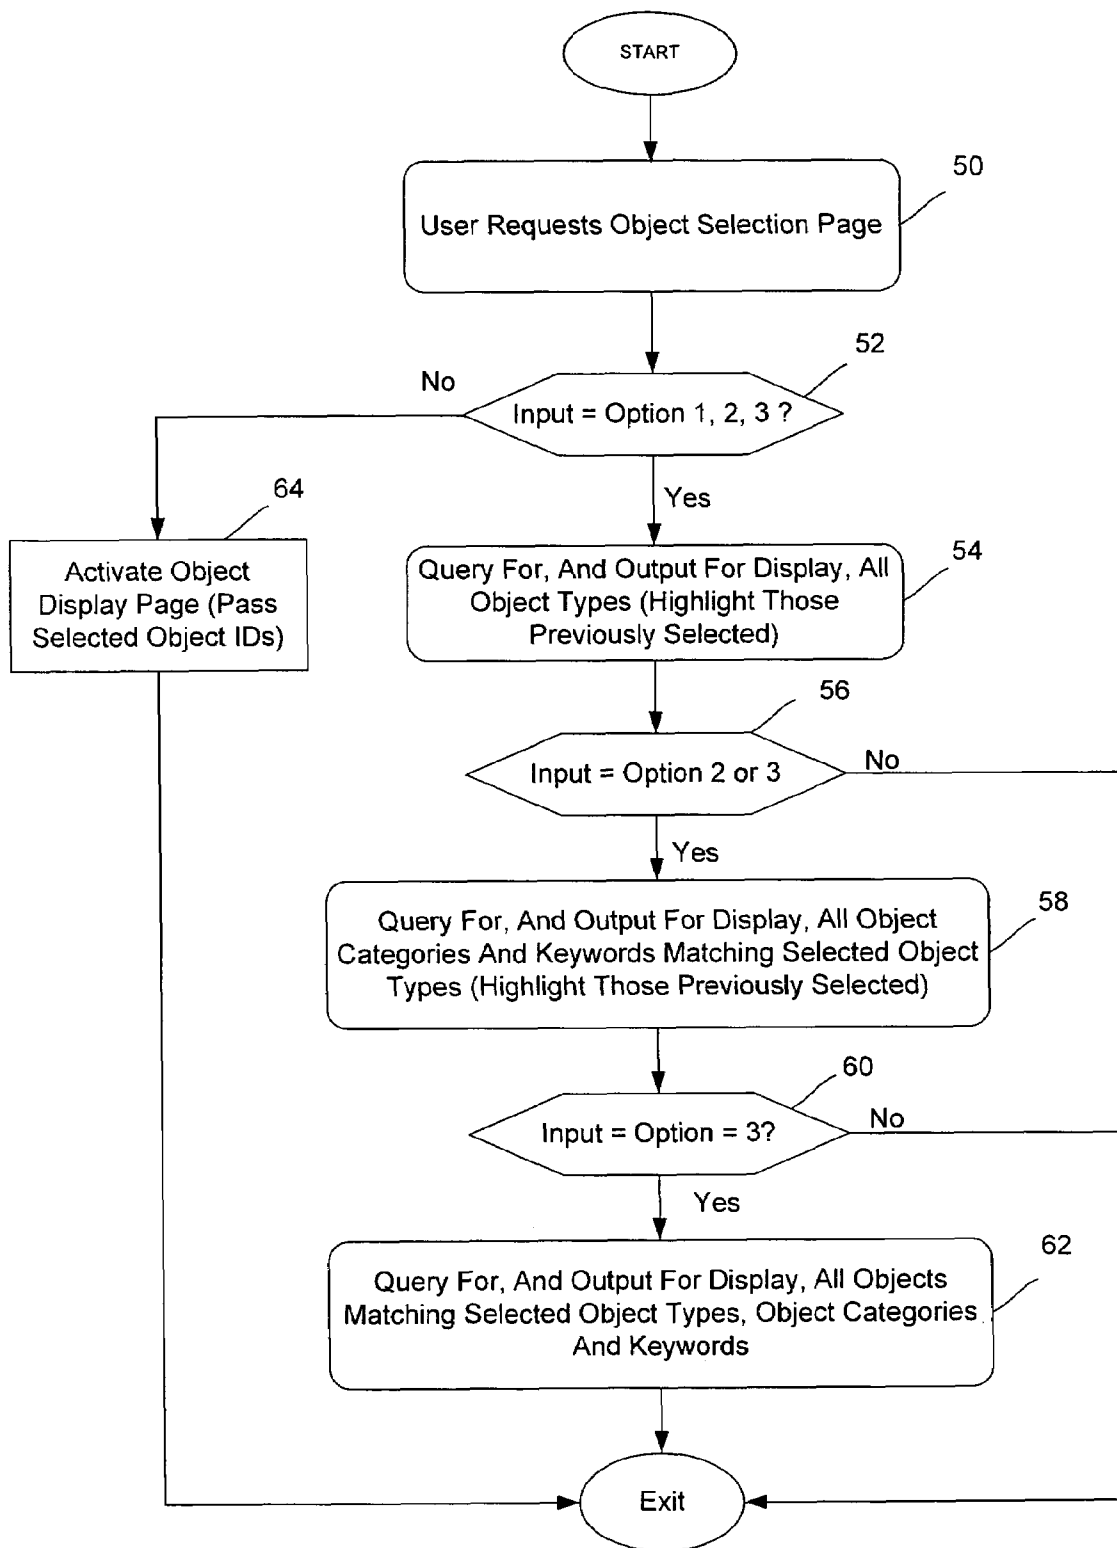 START
50
User Requests Object Selection Page
52
No
Input = Option 1, 2, 3 ?
Yes
64
Activate Object
Display Page (Pass
Selected Object IDs)
54
Query For, And Output For Display, All
Object Types (Highlight Those
Previously Selected)
56
Input = Option 2 or 3
No
Yes
58
Query For, And Output For Display, All Object
Categories And Keywords Matching Selected Object
Types (Highlight Those Previously Selected)
60
Input = Option = 3?
No
Yes
62
Query For, And Output For Display, All Objects
Matching Selected Object Types, Object Categories
And Keywords
Exit